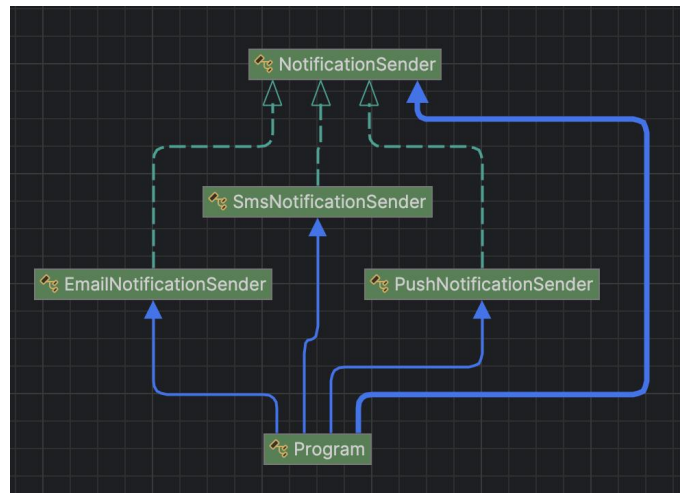 NotificationSender
SmsNotificationSender
EmailNotificationSender
PushNotificationSender
Program